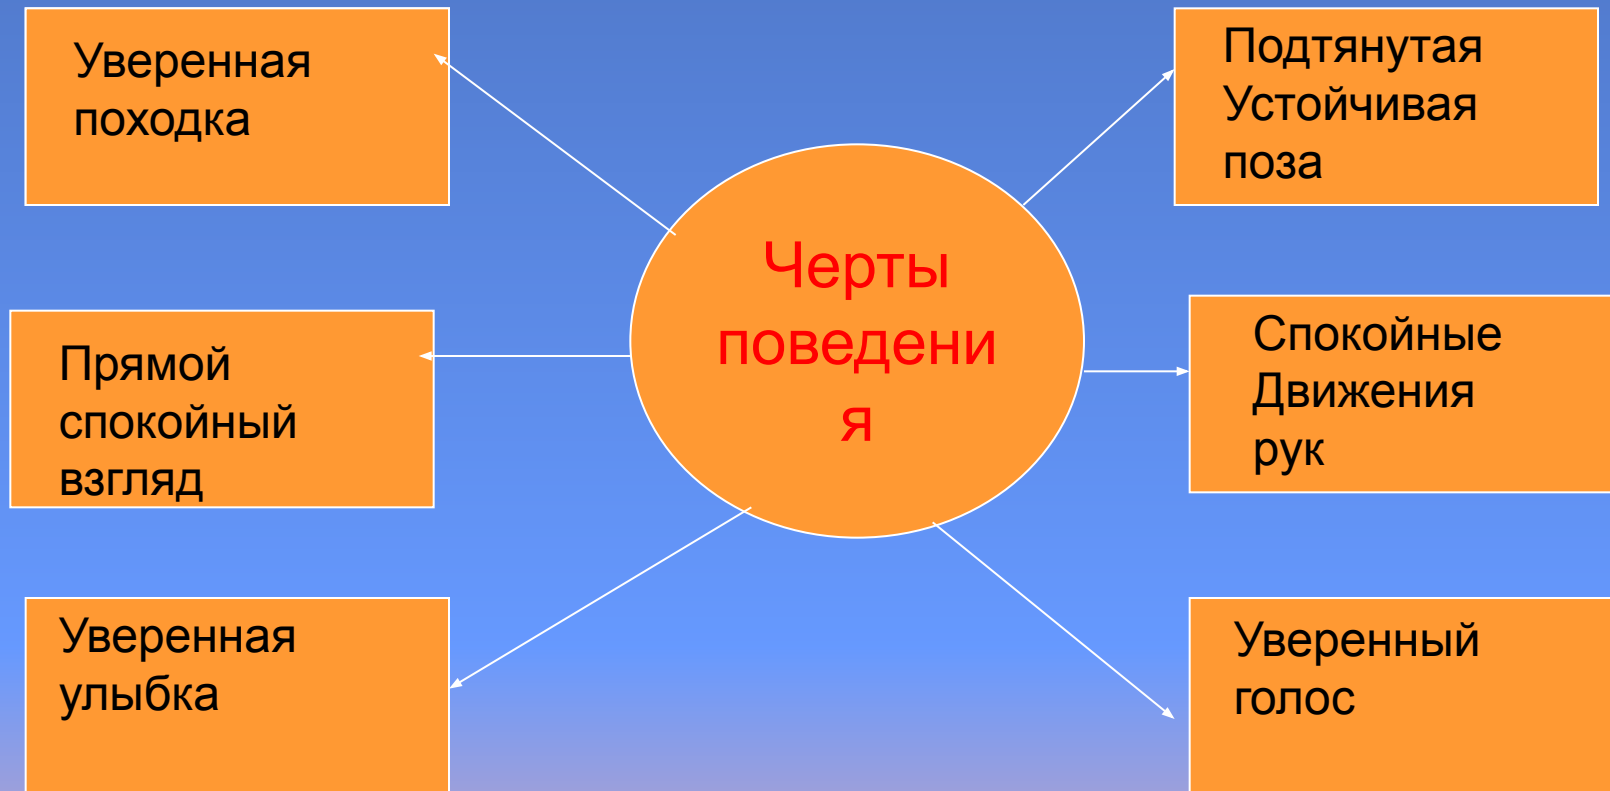 Уверенная
походка
Подтянутая
Устойчивая
поза
Черты
поведени
я
Прямой
спокойный
взгляд
Спокойные
Движения
рук
Уверенная
улыбка
Уверенный
голос